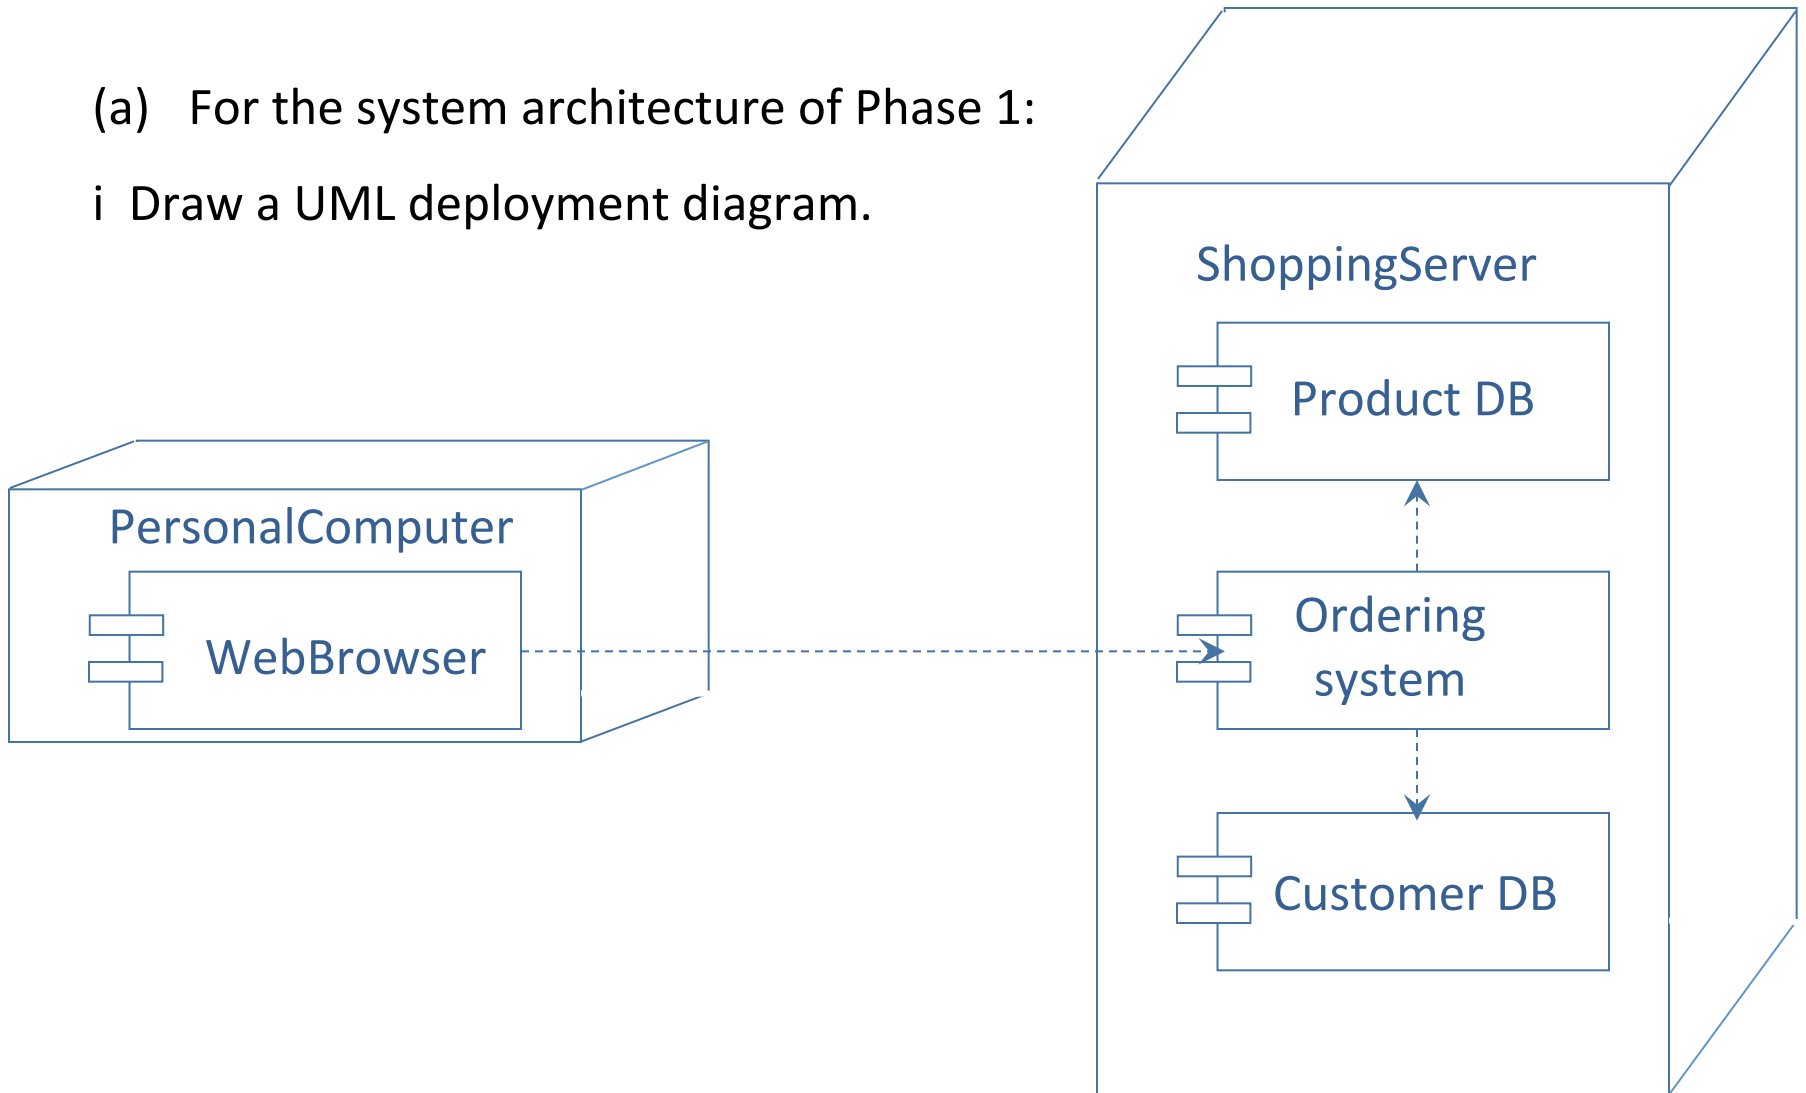 (a) For the system architecture of Phase 1:
i Draw a UML deployment diagram.
ShoppingServer
Product DB
PersonalComputer
WebBrowser
Ordering
system
Customer DB